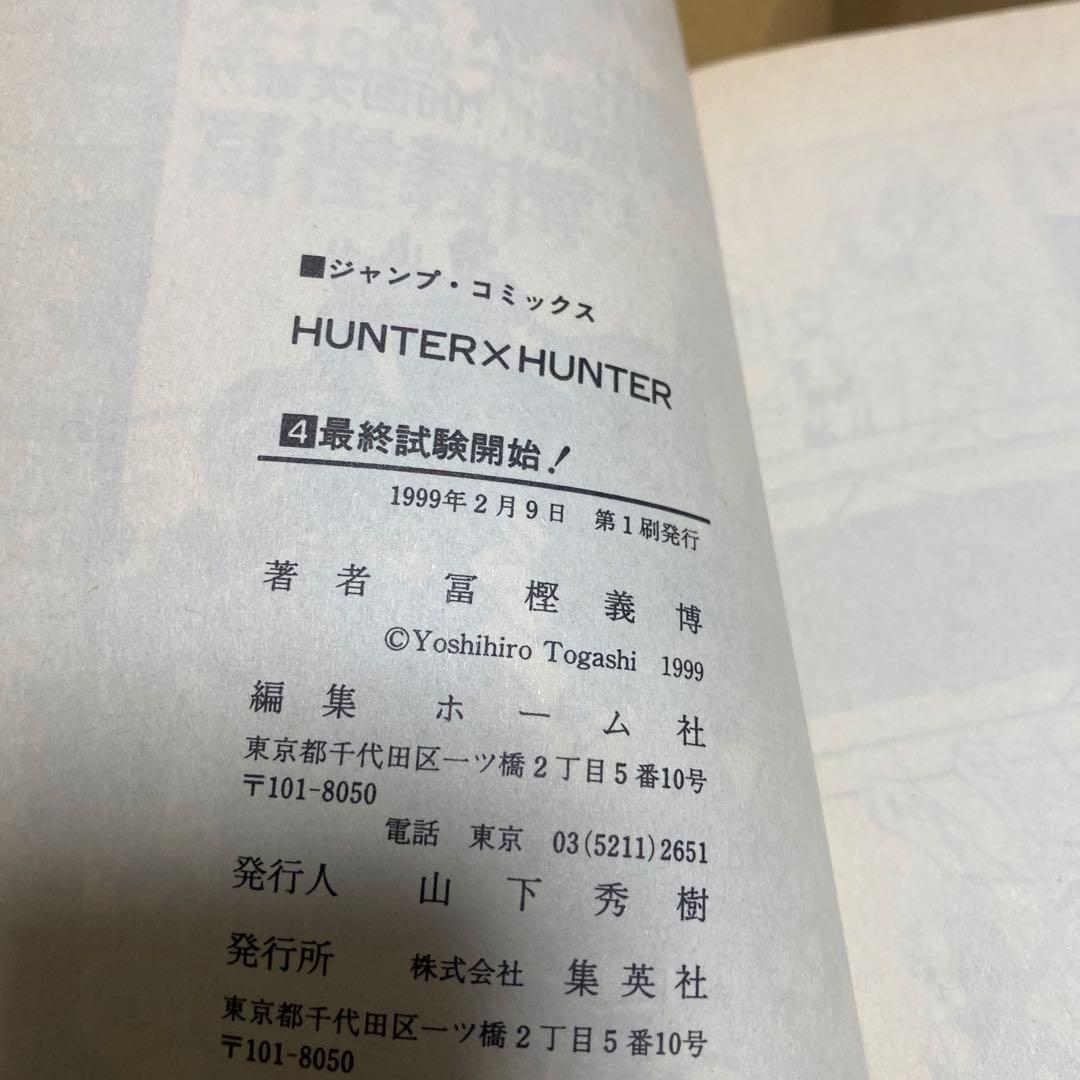 ■ジャンプ・コミックス
HUNTER×HUNTER
4最終試験開始!
1999年2月9日 第1刷発行
著者 冨樫義博
©Yoshihiro Togashi 1999
編集 ホーム社
東京都千代田区一ツ橋2丁目5番10号
〒101-8050
電話 東京 03(5211)2651
発行人 山下秀樹
発行所 株式会社 集英社
東京都千代田区一ツ橋2丁目5番10号
〒101-8050